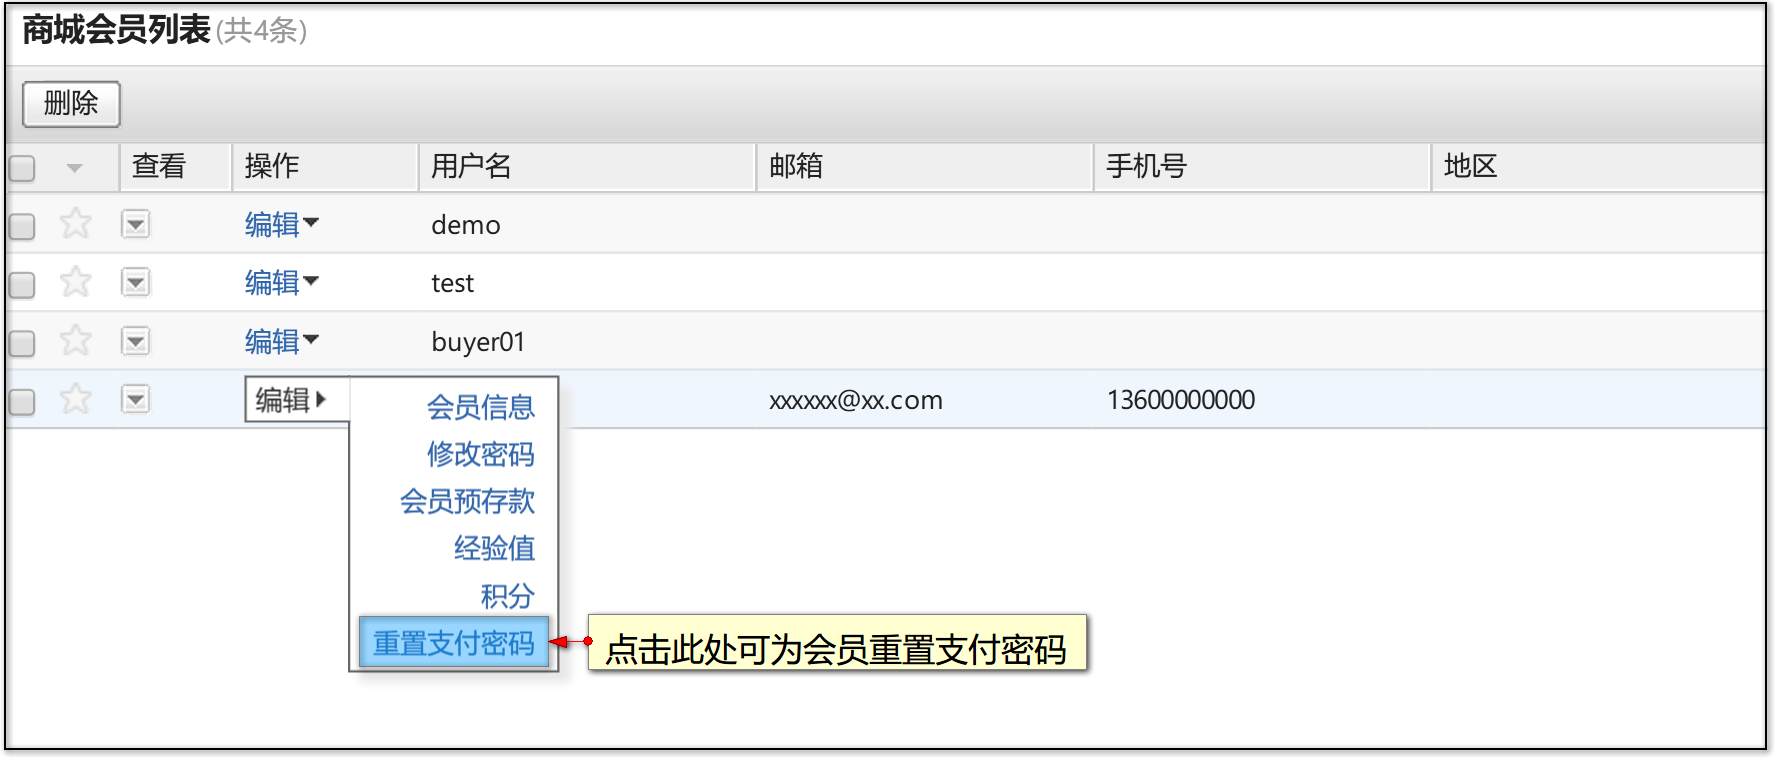 商城会员列表(共4条)
删除
查看 操作 用户名 邮箱 手机号 地区
编辑 demo
编辑 test
编辑 buyer01
编辑 xxxxxx@xx.com 13600000000
会员信息
修改密码
会员预存款
经验值
积分
重置支付密码 点击此处可为会员重置支付密码